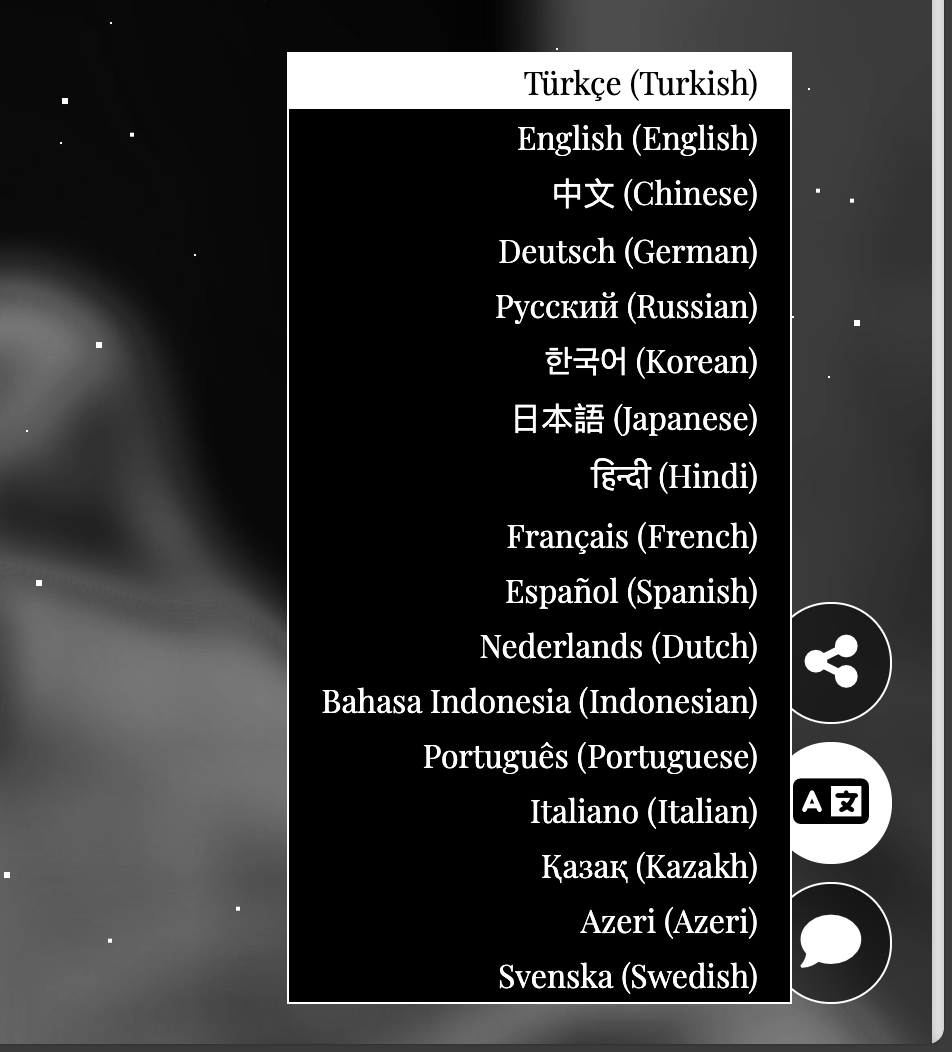 Türkçe (Turkish)
English (English)
中文 (Chinese)
Deutsch (German)
Русский (Russian)
한국어 (Korean)
日本語 (Japanese)
हिन्दी (Hindi)
Français (French)
Español (Spanish)
Nederlands (Dutch)
Bahasa Indonesia (Indonesian)
Português (Portuguese)
Italiano (Italian)
Қазақ (Kazakh)
Azeri (Azeri)
Svenska (Swedish)
A 文